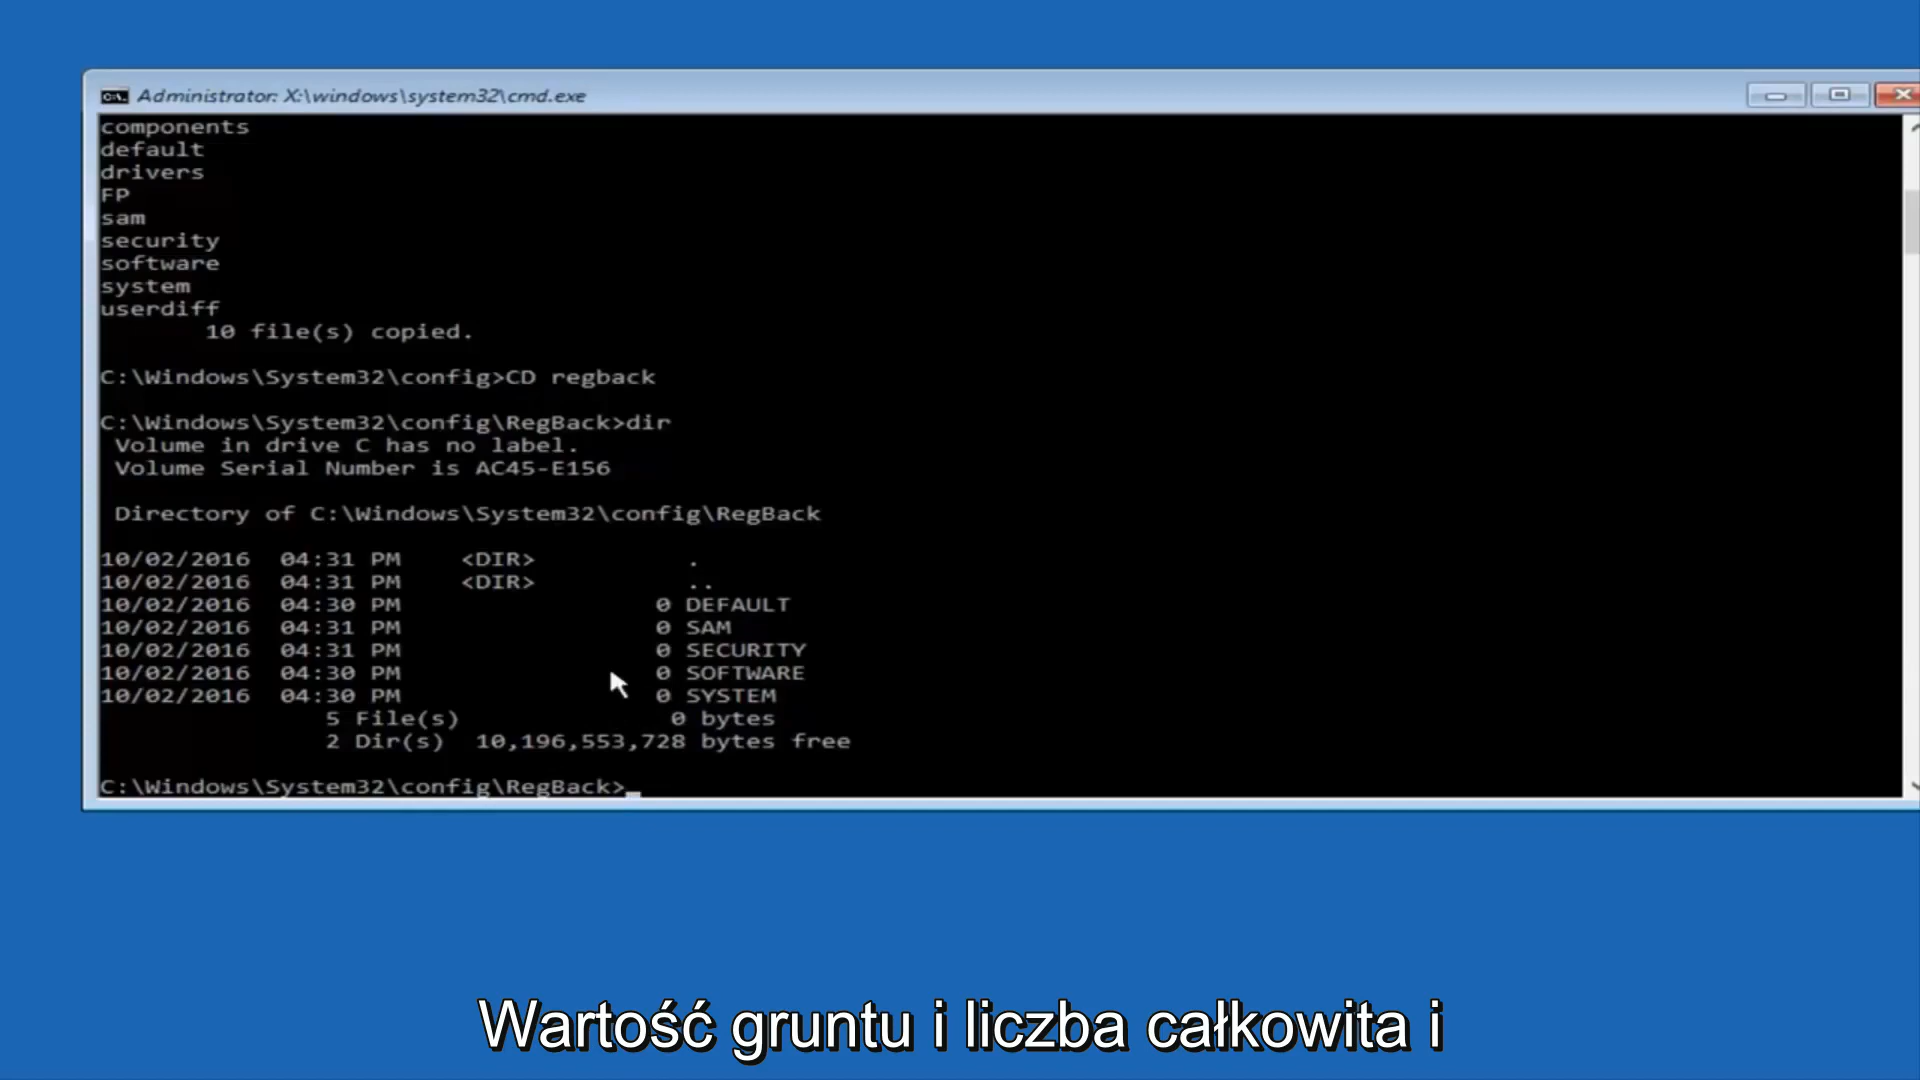 Administrator: X:\windows\system32\cmd.exe
components
default
drivers
FP
sam
security
software
system
userdiff
10 file(s) copied.
C:\Windows\System32\config>CD regback
C:\Windows\System32\config\RegBack>dir
Volume in drive C has no label.
Volume Serial Number is AC45-E156
Directory of C:\Windows\System32\config\RegBack
10/02/2016 04:31 PM <DIR> .
10/02/2016 04:31 PM <DIR> ..
10/02/2016 04:30 PM 0 DEFAULT
10/02/2016 04:31 PM 0 SAM
10/02/2016 04:31 PM 0 SECURITY
10/02/2016 04:30 PM 0 SOFTWARE
10/02/2016 04:30 PM 0 SYSTEM
5 File(s) 0 bytes
2 Dir(s) 10,196,553,728 bytes free
C:\Windows\System32\config\RegBack>_
Wartość gruntu i liczba całkowita i